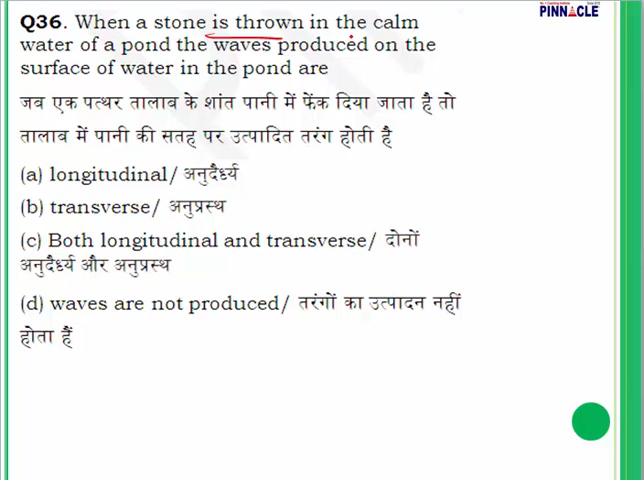 Q36. When a stone is thrown in the calm
water of a pond the waves produced on the
surface of water in the pond are
जब एक पत्थर तालाब के शांत पानी में फेंक दिया जाता है तो
तालाब में पानी की सतह पर उत्पादित तरंग होती है
(a) longitudinal/ अनुदैर्ध्य
(b) transverse/ अनुप्रस्थ
(c) Both longitudinal and transverse/ दोनों
अनुदैर्ध्य और अनुप्रस्थ
(d) waves are not produced/ तरंगों का उत्पादन नहीं
होता हैं
PINNACLE